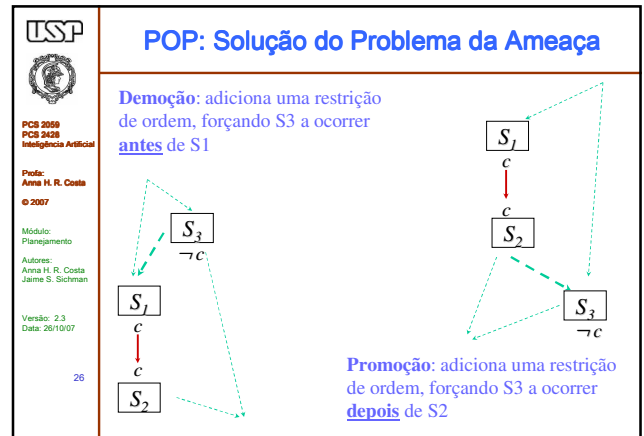 USP
POP: Solução do Problema da Ameaça
PCS 2059
PCS 2428
Inteligência Artificial
Profa:
Anna H. R. Costa
© 2007
Módulo:
Planejamento
Autores:
Anna H. R. Costa
Jaime S. Sichman
Versão: 2.3
Data: 26/10/07
26
Demoção: adiciona uma restrição
de ordem, forçando S3 a ocorrer
antes de S1
S3
¬ c
S1
c
c
S2
S1
c
c
S2
S3
¬ c
Promoção: adiciona uma restrição
de ordem, forçando S3 a ocorrer
depois de S2